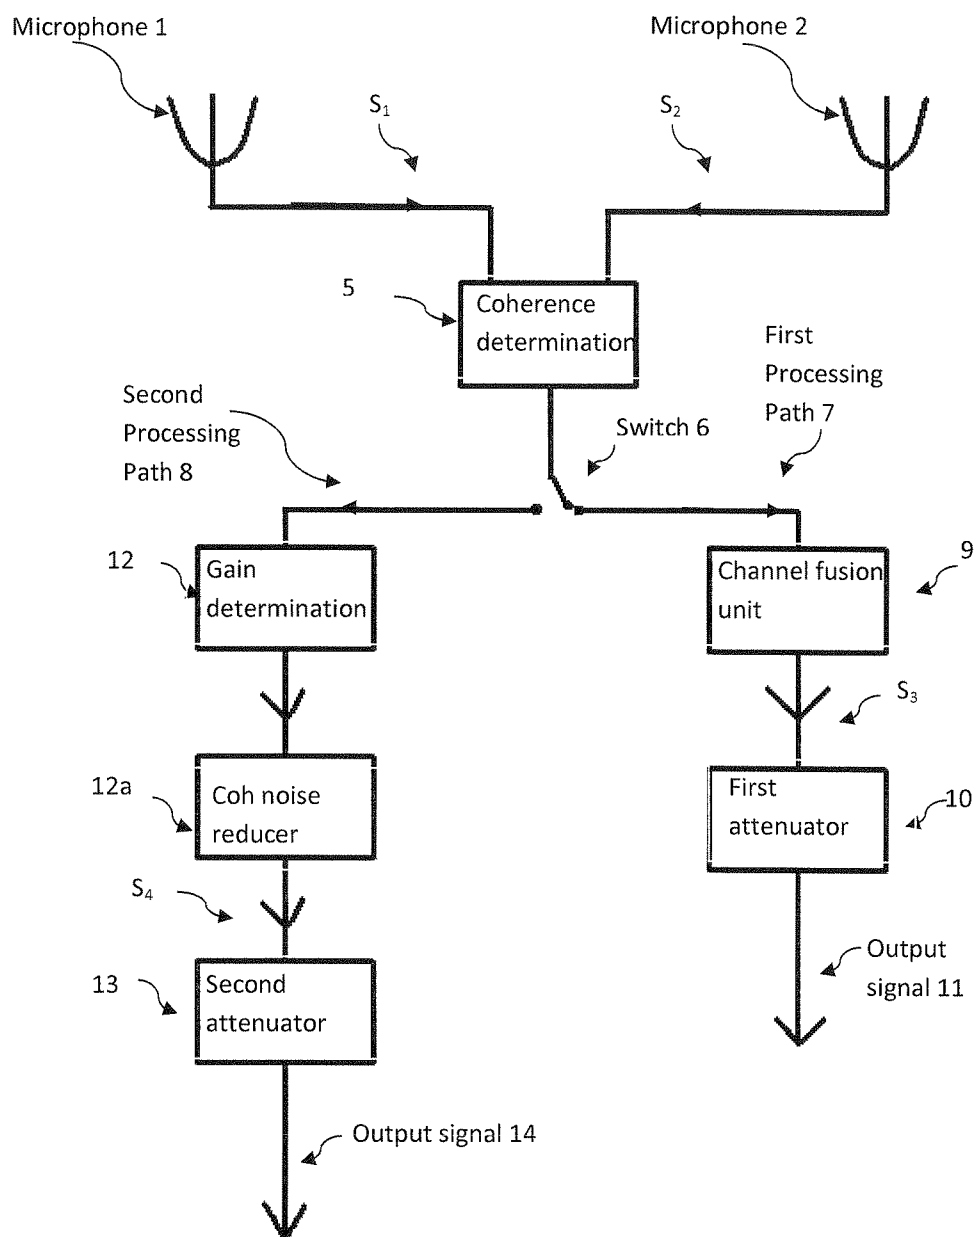 Microphone 1
Microphone 2
S₁
S₂
5
Coherence
determination
First
Processing
Path 7
Second
Processing
Path 8
Switch 6
12
Gain
determination
Channel fusion
unit
9
S₃
12a
Coh noise
reducer
First
attenuator
10
S₄
13
Second
attenuator
Output
signal 11
Output signal 14